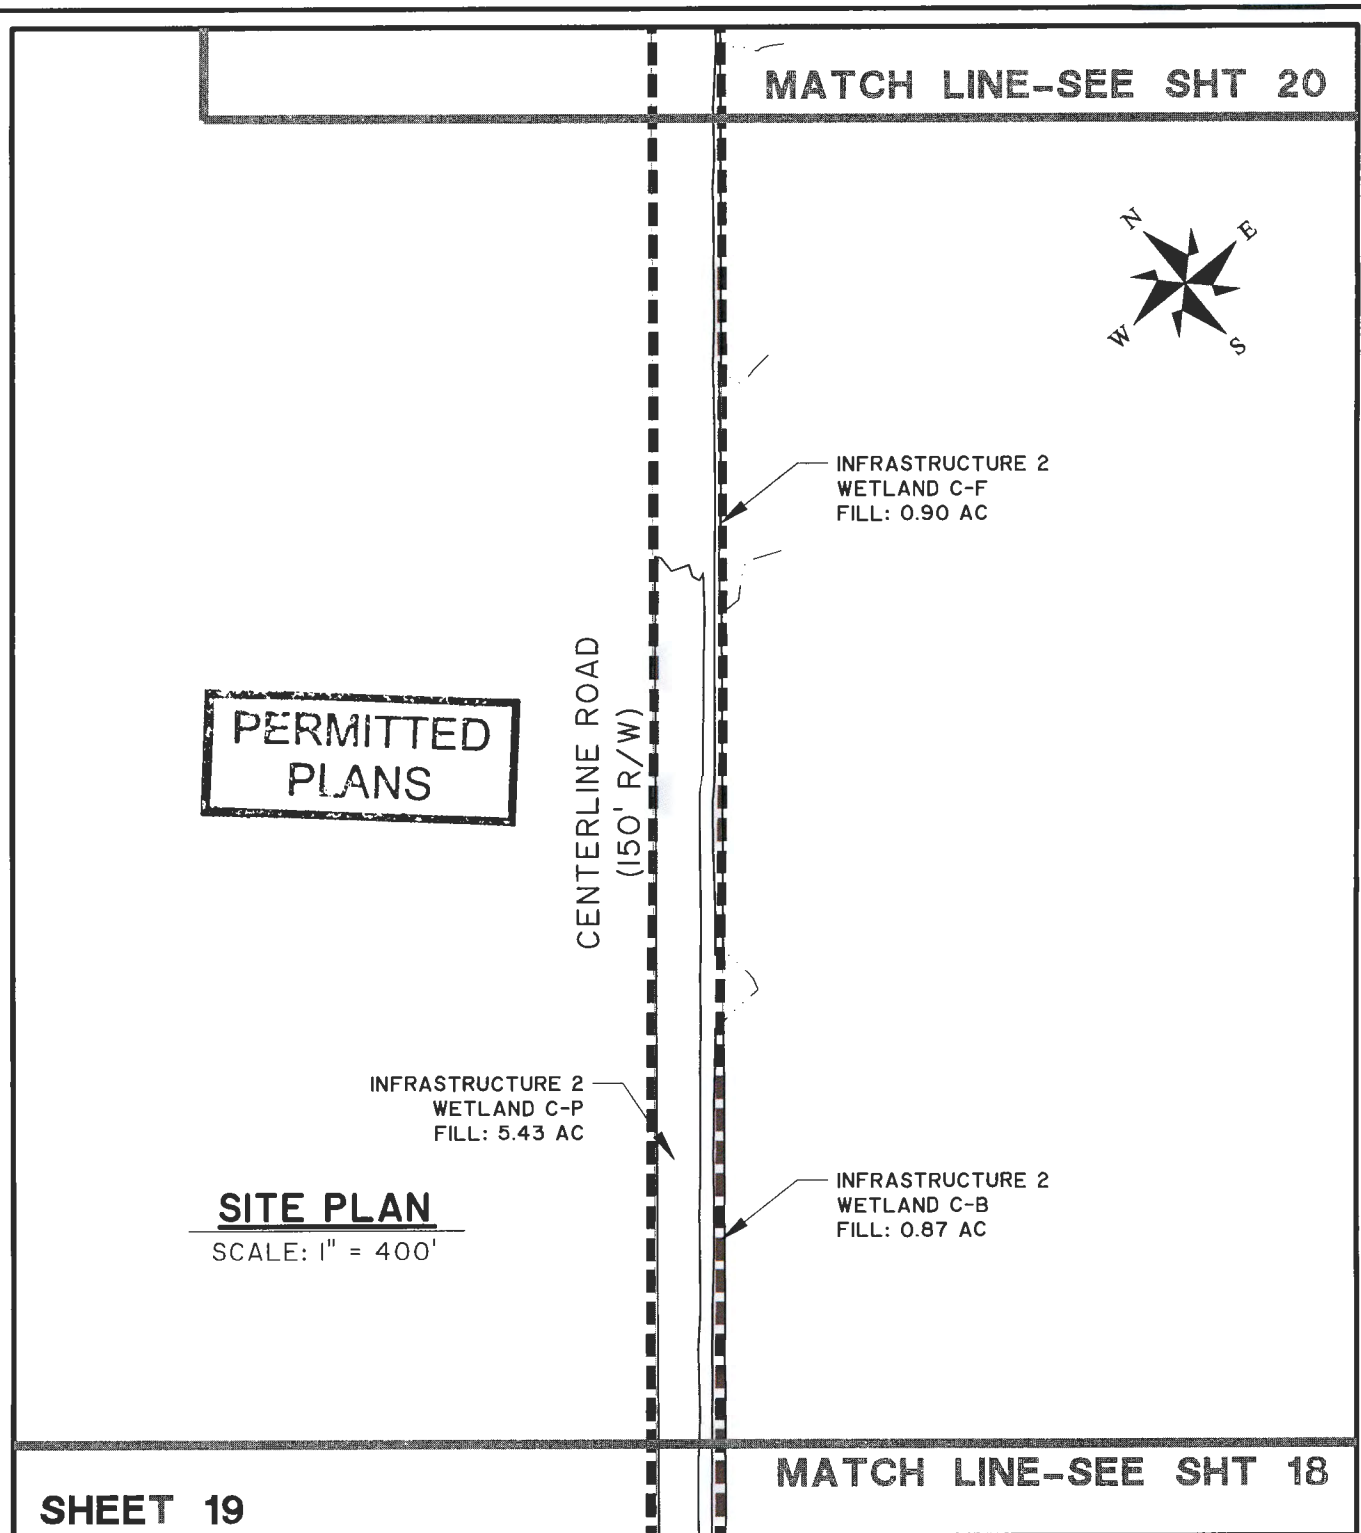 MATCH LINE-SEE SHT 20
N
E
W
S
INFRASTRUCTURE 2
WETLAND C-F
FILL: 0.90 AC
CENTERLINE ROAD
(150' R/W)
PERMITTED
PLANS
INFRASTRUCTURE 2
WETLAND C-P
FILL: 5.43 AC
INFRASTRUCTURE 2
WETLAND C-B
FILL: 0.87 AC
SITE PLAN
SCALE: 1" = 400'
MATCH LINE-SEE SHT 18
SHEET 19